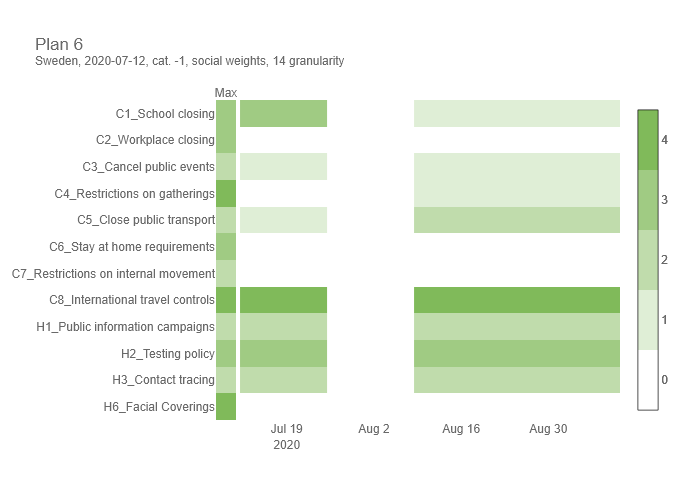 Plan 6
Sweden, 2020-07-12, cat. -1, social weights, 14 granularity
Max
C1_School closing
C2_Workplace closing
C3_Cancel public events
C4_Restrictions on gatherings
C5_Close public transport
C6_Stay at home requirements
C7_Restrictions on internal movement
C8_International travel controls
H1_Public information campaigns
H2_Testing policy
H3_Contact tracing
H6_Facial Coverings
Jul 19 Aug 2 Aug 16 Aug 30
2020
4
3
2
1
0